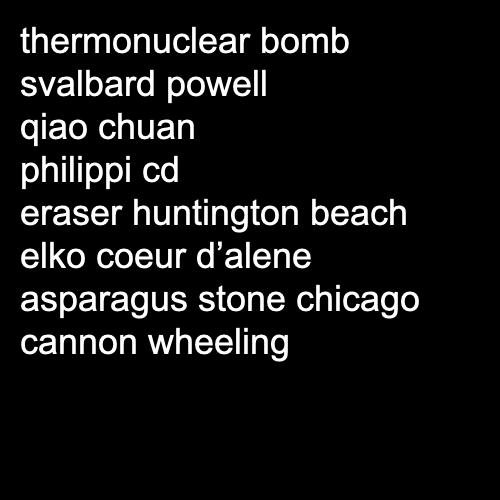 thermonuclear bomb
svalbard powell
qiao chuan
philippi cd
eraser huntington beach
elko coeur d’alene
asparagus stone chicago
cannon wheeling